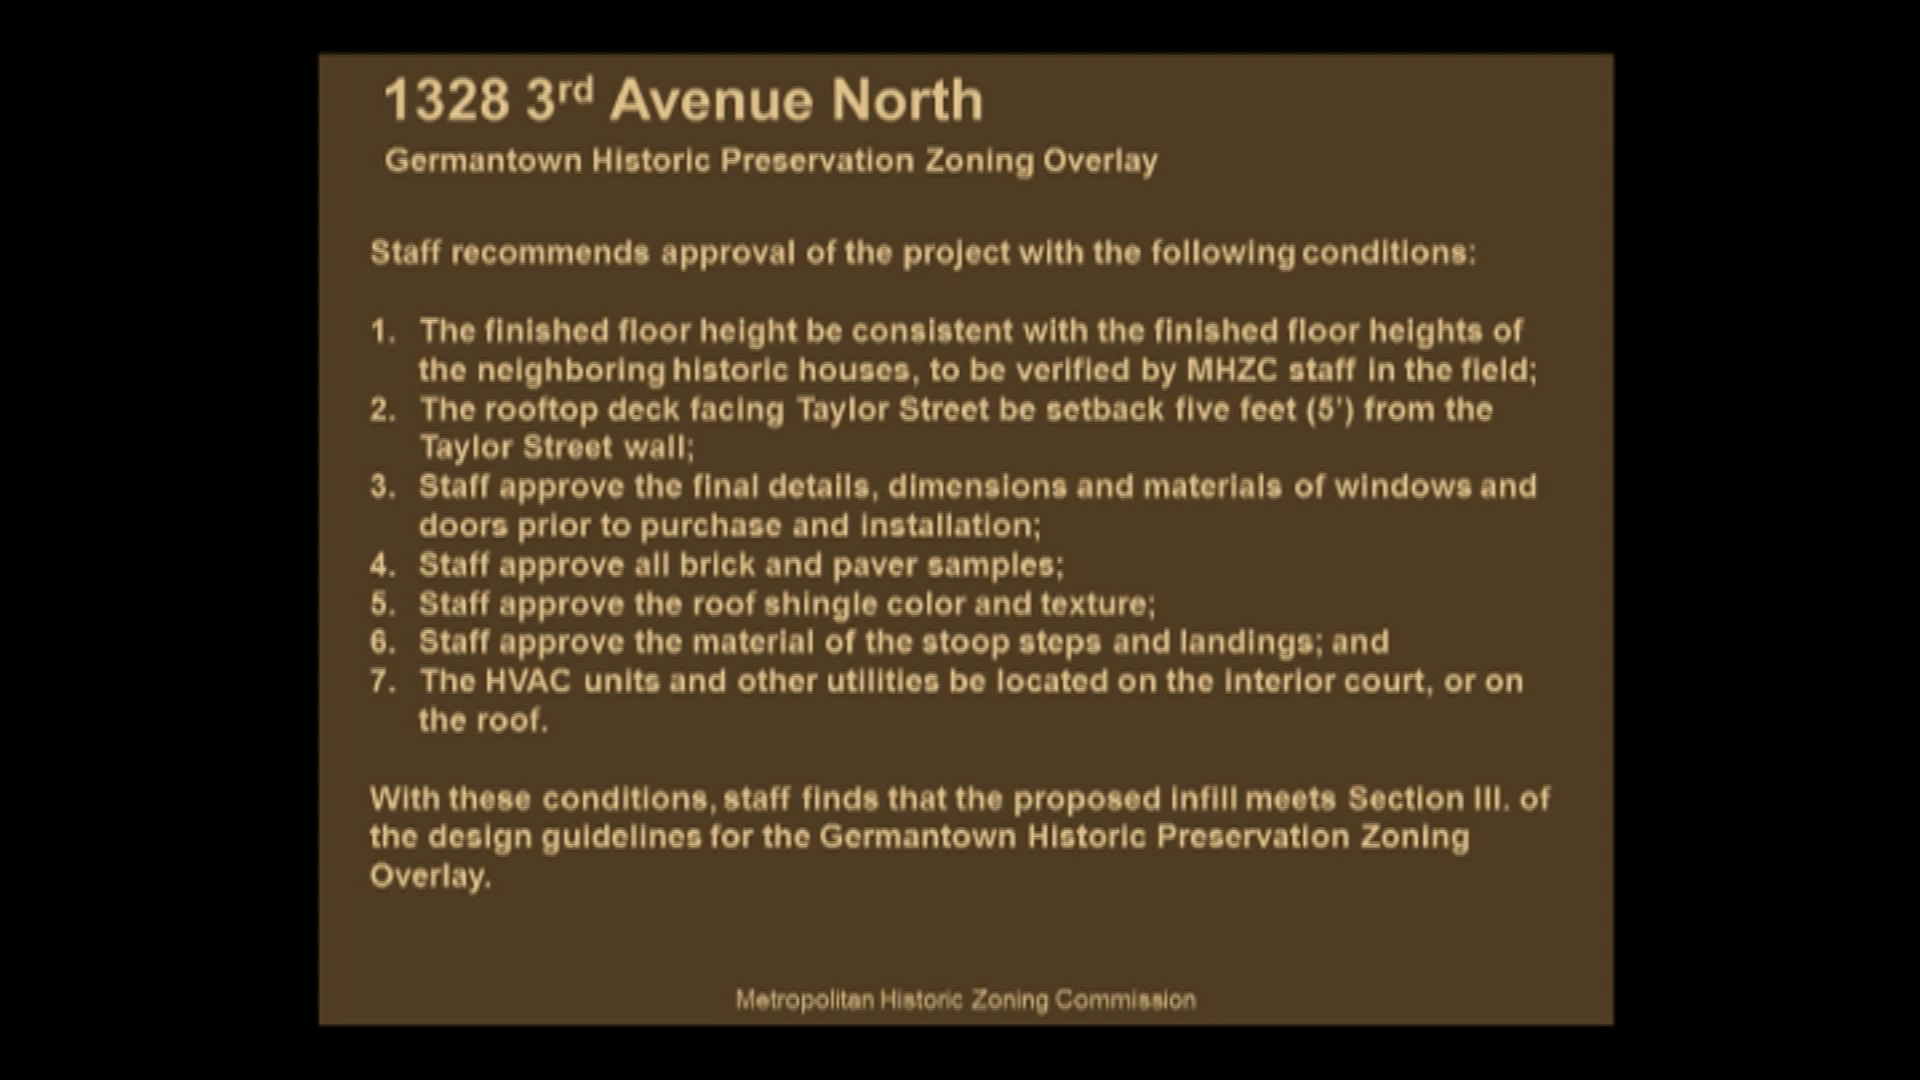 1328 3rd Avenue North
Germantown Historic Preservation Zoning Overlay
Staff recommends approval of the project with the following conditions:
1. The finished floor height be consistent with the finished floor heights of
the neighboring historic houses, to be verified by MHZC staff in the field;
2. The rooftop deck facing Taylor Street be setback five feet (5') from the
Taylor Street wall;
3. Staff approve the final details, dimensions and materials of windows and
doors prior to purchase and installation;
4. Staff approve all brick and paver samples;
5. Staff approve the roof shingle color and texture;
6. Staff approve the material of the stoop steps and landings; and
7. The HVAC units and other utilities be located on the interior court, or on
the roof.
With these conditions, staff finds that the proposed infill meets Section III. of
the design guidelines for the Germantown Historic Preservation Zoning
Overlay.
Metropolitan Historic Zoning Commission